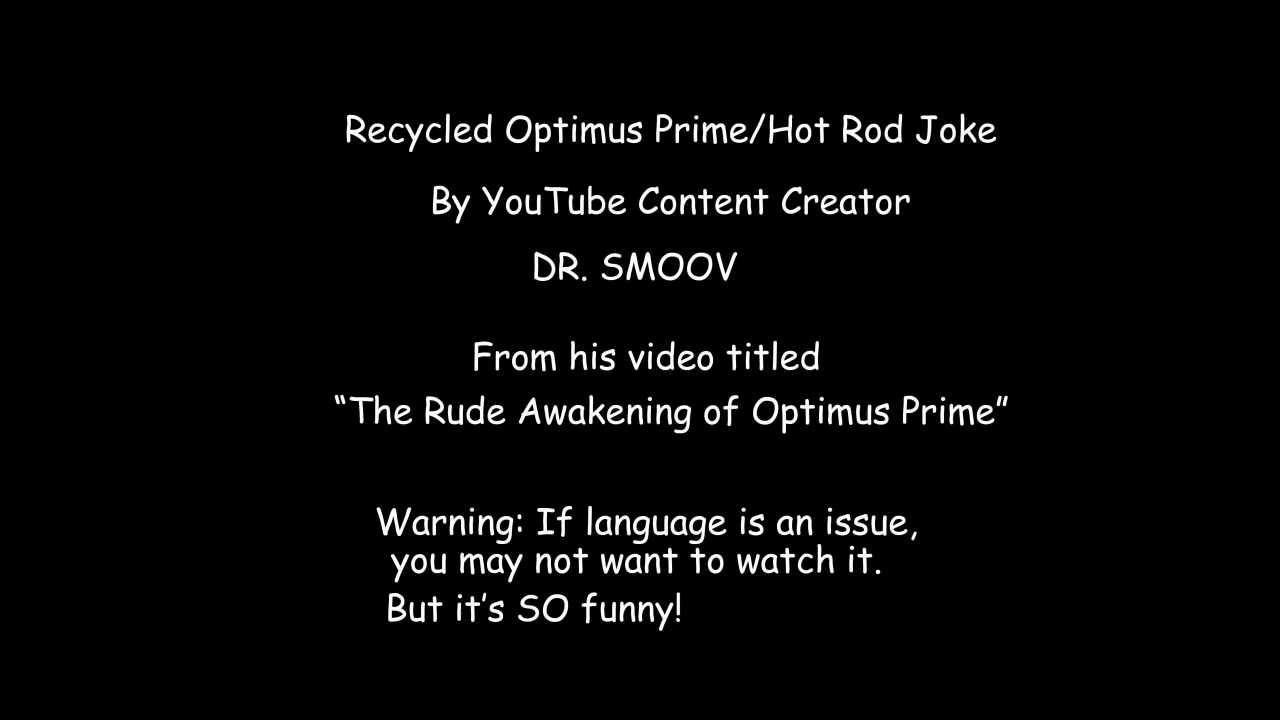 Recycled Optimus Prime/Hot Rod Joke
By YouTube Content Creator
DR. SMOOV
From his video titled
“The Rude Awakening of Optimus Prime”
Warning: If language is an issue,
you may not want to watch it.
But it’s SO funny!